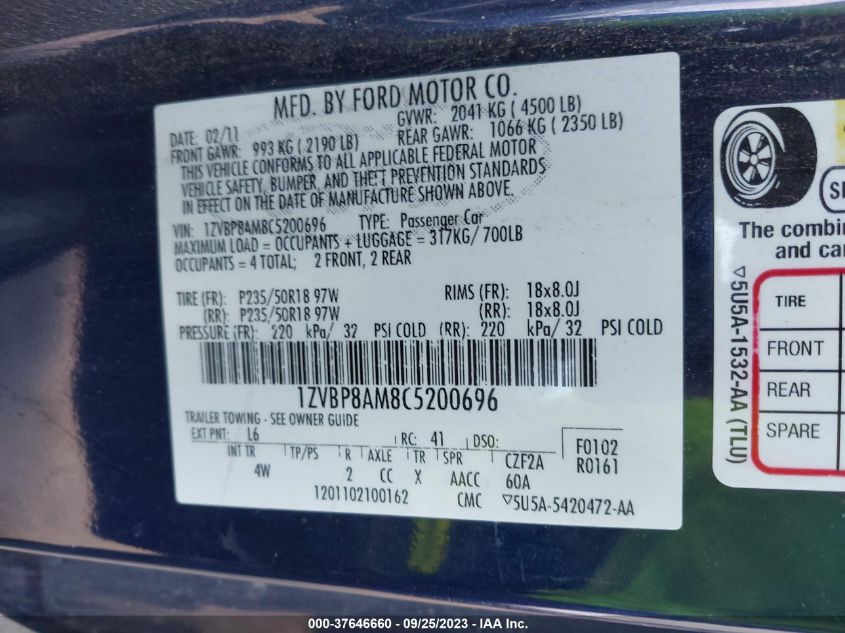 MFD. BY FORD MOTOR CO.
DATE: 02/11 GVWR: 2041 KG ( 4500 LB)
FRONT GAWR: 993 KG ( 2190 LB) REAR GAWR: 1066 KG ( 2350 LB)
THIS VEHICLE CONFORMS TO ALL APPLICABLE FEDERAL MOTOR
VEHICLE SAFETY, BUMPER, AND THEFT PREVENTION STANDARDS
IN EFFECT ON THE DATE OF MANUFACTURE SHOWN ABOVE.
VIN: 1ZVBP8AM8C5200696 TYPE: Passenger Car
MAXIMUM LOAD = OCCUPANTS + LUGGAGE = 317KG/ 700LB
OCCUPANTS = 4 TOTAL; 2 FRONT, 2 REAR
TIRE (FR): P235/50R18 97W RIMS (FR): 18x8.0J
(RR): P235/50R18 97W (RR): 18x8.0J
PRESSURE (FR): 220 kPa/ 32 PSI COLD (RR): 220 kPa/ 32 PSI COLD
1ZVBP8AM8C5200696
TRAILER TOWING - SEE OWNER GUIDE
EXT PNT: L6 RC: 41 DSO: F0102
INT TR TP/PS R AXLE TR SPR CZF2A R0161
4W 2 CC X AACC 60A
1201102100162 CMC ▽5U5A-5420472-AA
The combin
and car
▽5U5A-1532-AA (TLU)
TIRE
FRONT
REAR
SPARE
000-37646660 - 09/25/2023 - IAA Inc.